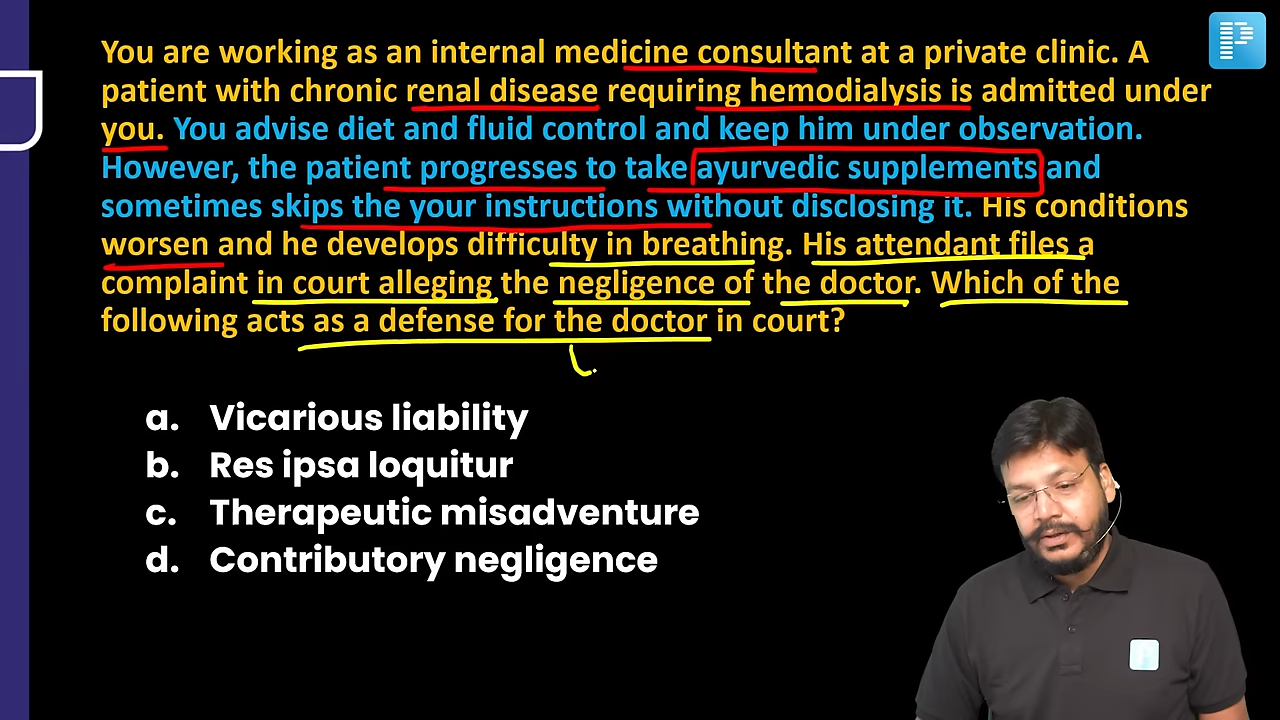 You are working as an internal medicine consultant at a private clinic. A
patient with chronic renal disease requiring hemodialysis is admitted under
you. You advise diet and fluid control and keep him under observation.
However, the patient progresses to take ayurvedic supplements and
sometimes skips the your instructions without disclosing it. His conditions
worsen and he develops difficulty in breathing. His attendant files a
complaint in court alleging the negligence of the doctor. Which of the
following acts as a defense for the doctor in court?
a. Vicarious liability
b. Res ipsa loquitur
c. Therapeutic misadventure
d. Contributory negligence